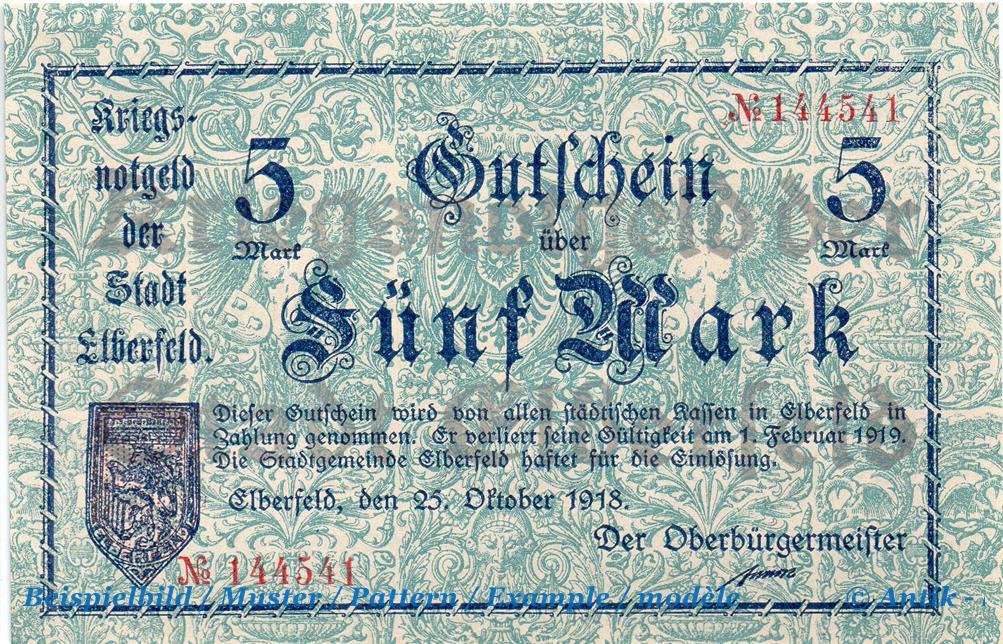 Kriegs-
notgeld
der
Stadt
Elberfeld.
№ 144541
5
Mark
Gutschein
über
5
Mark
Fünf Mark
Dieser Gutschein wird von allen städtischen Kassen in Elberfeld in
Zahlung genommen. Er verliert seine Gültigkeit am 1. Februar 1919.
Die Stadtgemeinde Elberfeld haftet für die Einlösung.
Elberfeld, den 25. Oktober 1918.
Der Oberbürgermeister
№ 144541
Beispielbild / Muster / Pattern / Example / modèle © Antik -